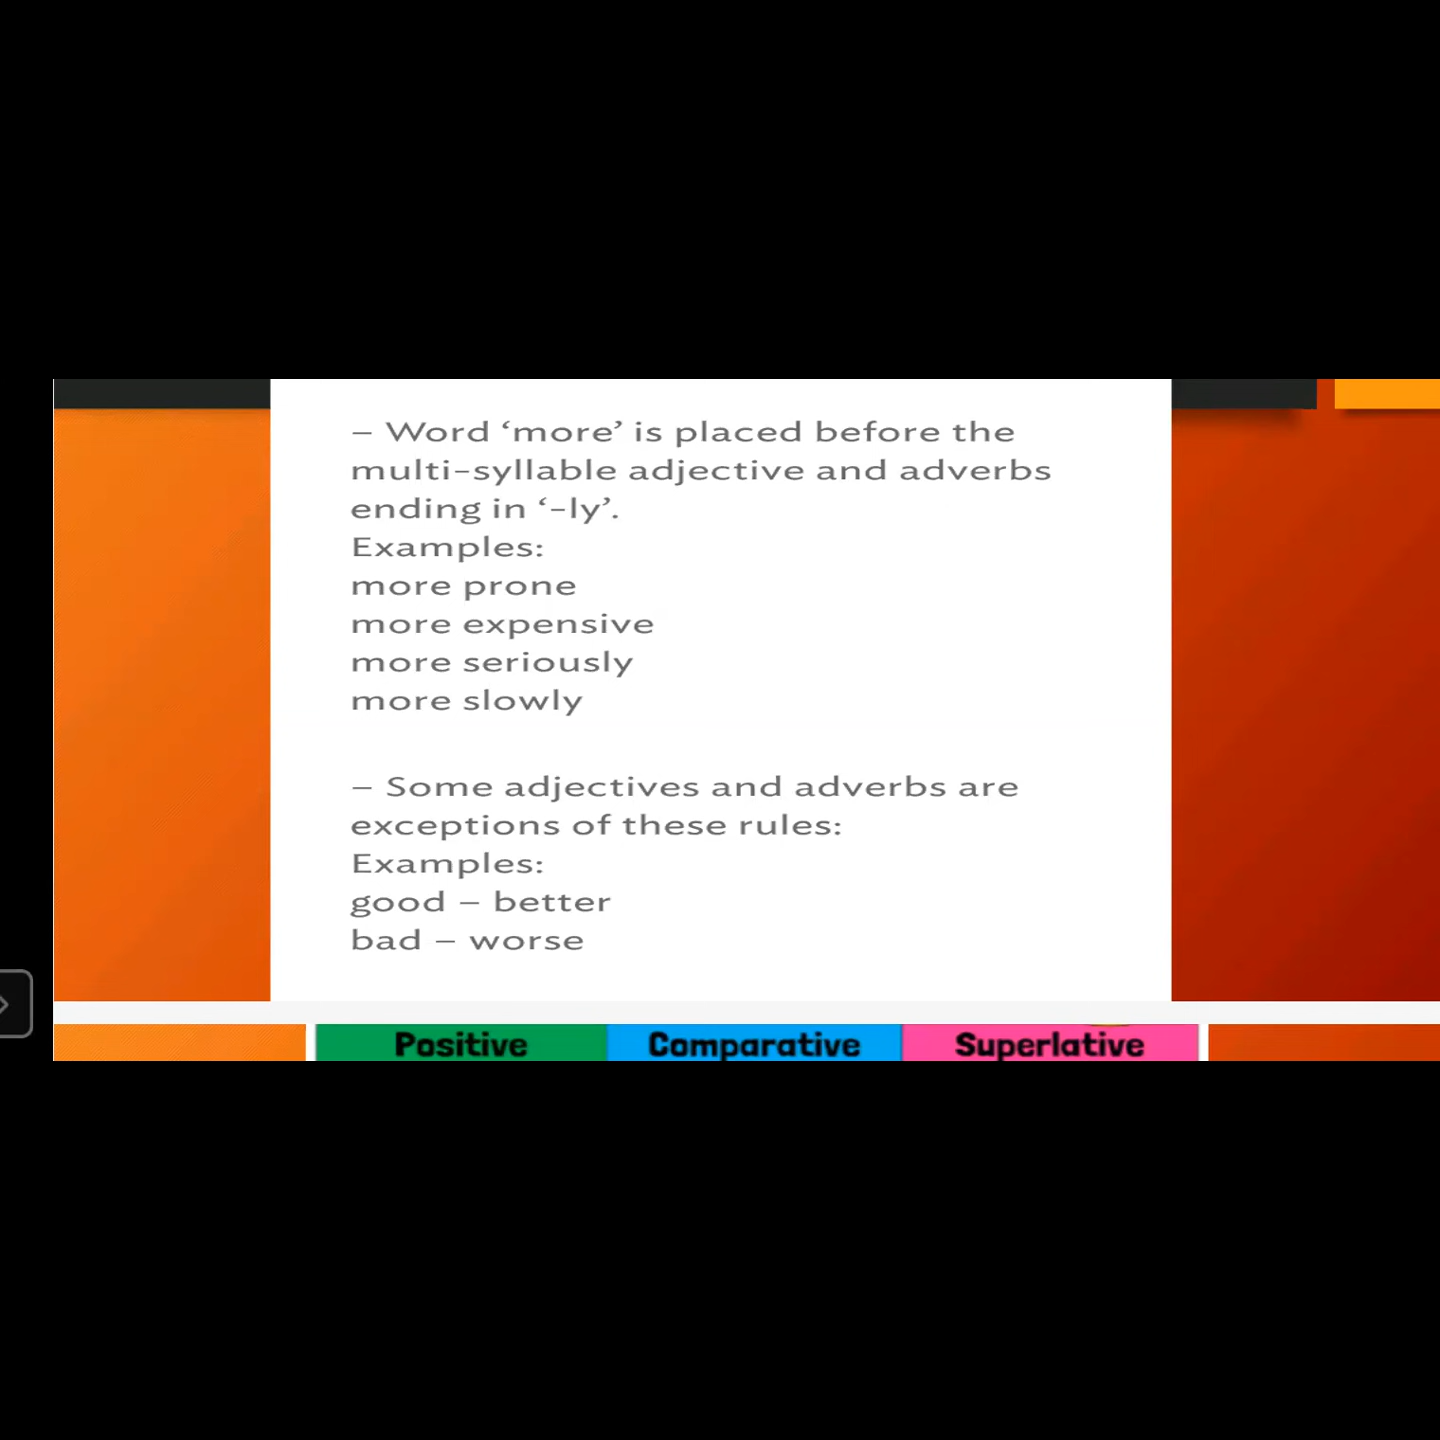 – Word ‘more’ is placed before the
multi-syllable adjective and adverbs
ending in ‘-ly’.
Examples:
more prone
more expensive
more seriously
more slowly
– Some adjectives and adverbs are
exceptions of these rules:
Examples:
good – better
bad – worse
Positive Comparative Superlative